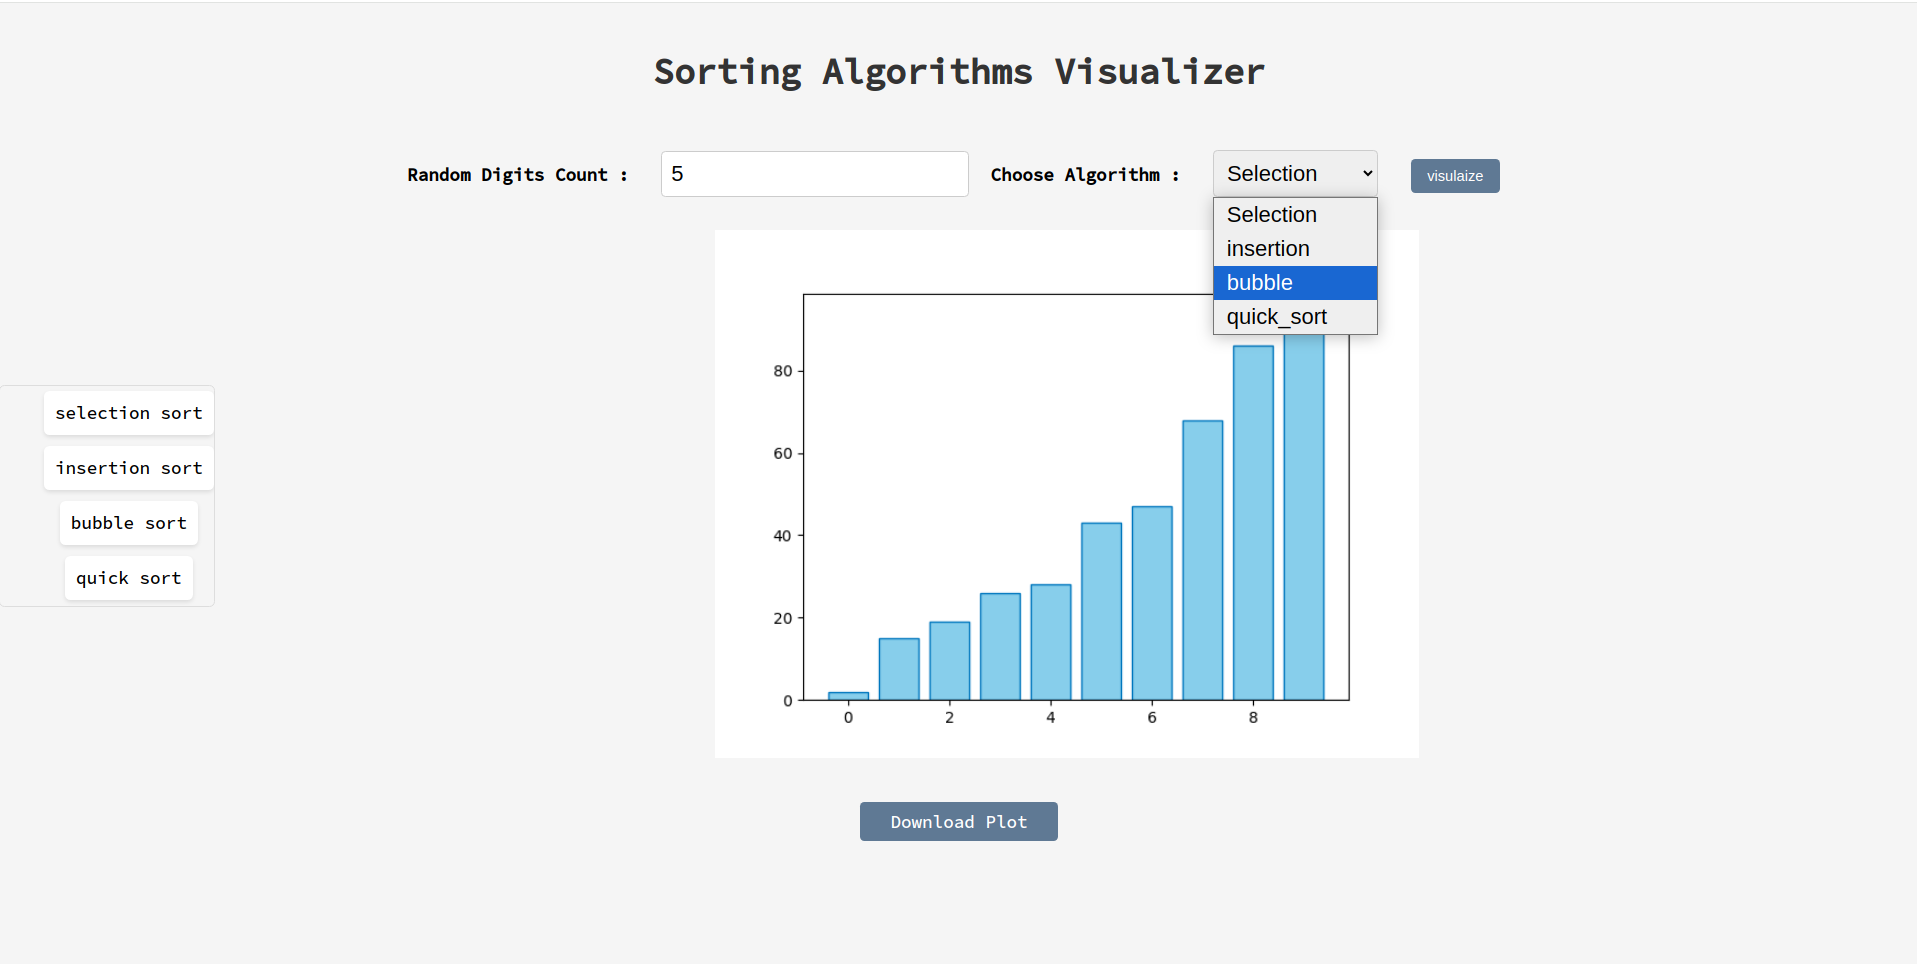 Sorting Algorithms Visualizer
Random Digits Count : 5 Choose Algorithm : Selection visulaize
Selection
insertion
bubble
quick_sort
selection sort
insertion sort
bubble sort
quick sort
80
60
40
20
0
0 2 4 6 8
Download Plot